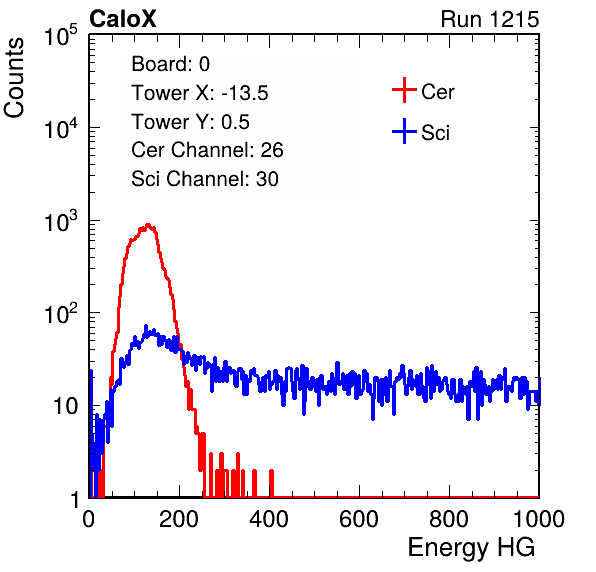 CaloX Run 1215
Counts
10^5
10^4
10^3
10^2
10
1
Board: 0
Tower X: -13.5
Tower Y: 0.5
Cer Channel: 26
Sci Channel: 30
Cer
Sci
0 200 400 600 800 1000
Energy HG